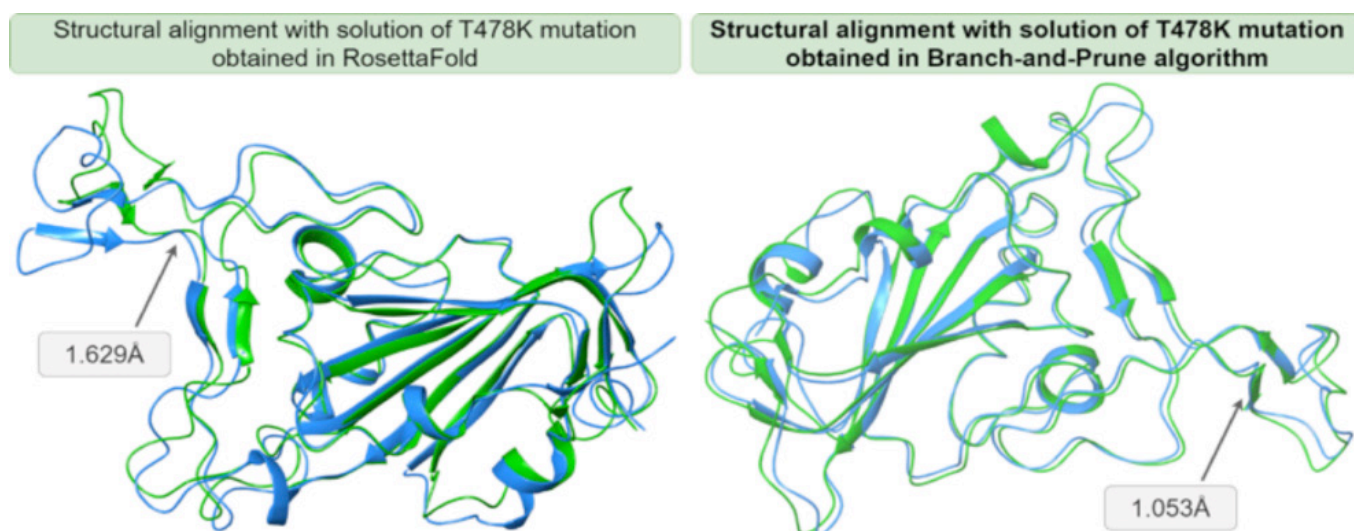 Structural alignment with solution of T478K mutation
obtained in RosettaFold
Structural alignment with solution of T478K mutation
obtained in Branch-and-Prune algorithm
1.629Å
1.053Å